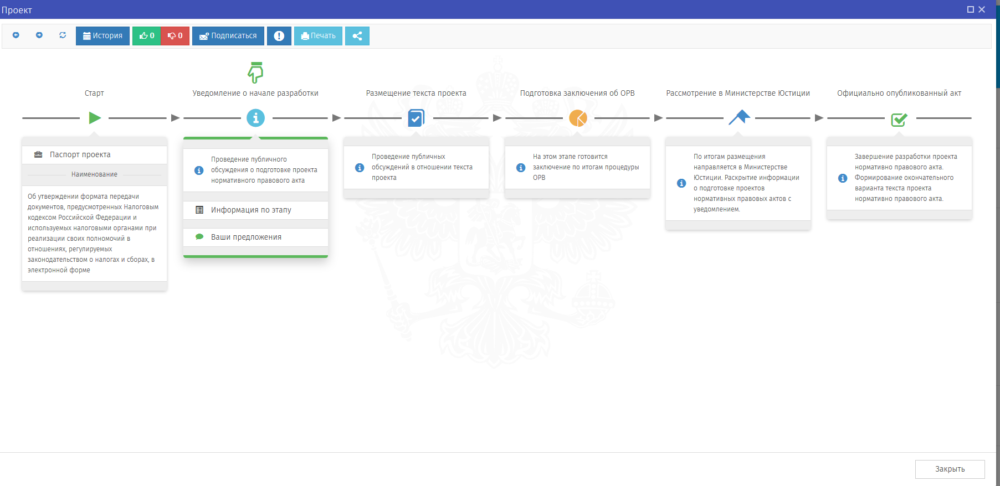 Проект
История
0
0
Подписаться
Печать
Старт
Уведомление о начале разработки
Размещение текста проекта
Подготовка заключения об ОРВ
Рассмотрение в Министерстве Юстиции
Официально опубликованный акт
Паспорт проекта
Наименование
Об утверждении формата передачи
документов, предусмотренных Налоговым
кодексом Российской Федерации и
используемых налоговыми органами при
реализации своих полномочий в
отношениях, регулируемых
законодательством о налогах и сборах, в
электронной форме
Проведение публичного
обсуждения о подготовке проекта
нормативного правового акта
Информация по этапу
Ваши предложения
Проведение публичных
обсуждений в отношении текста
проекта
На этом этапе готовится
заключение по итогам процедуры
ОРВ
По итогам размещения
направляется в Министерстве
Юстиции. Раскрытие информации
о подготовке проектов
нормативных правовых актов с
уведомлением.
Завершение разработки проекта
нормативно правового акта.
Формирование окончательного
варианта текста проекта
нормативно правового акта.
Закрыть